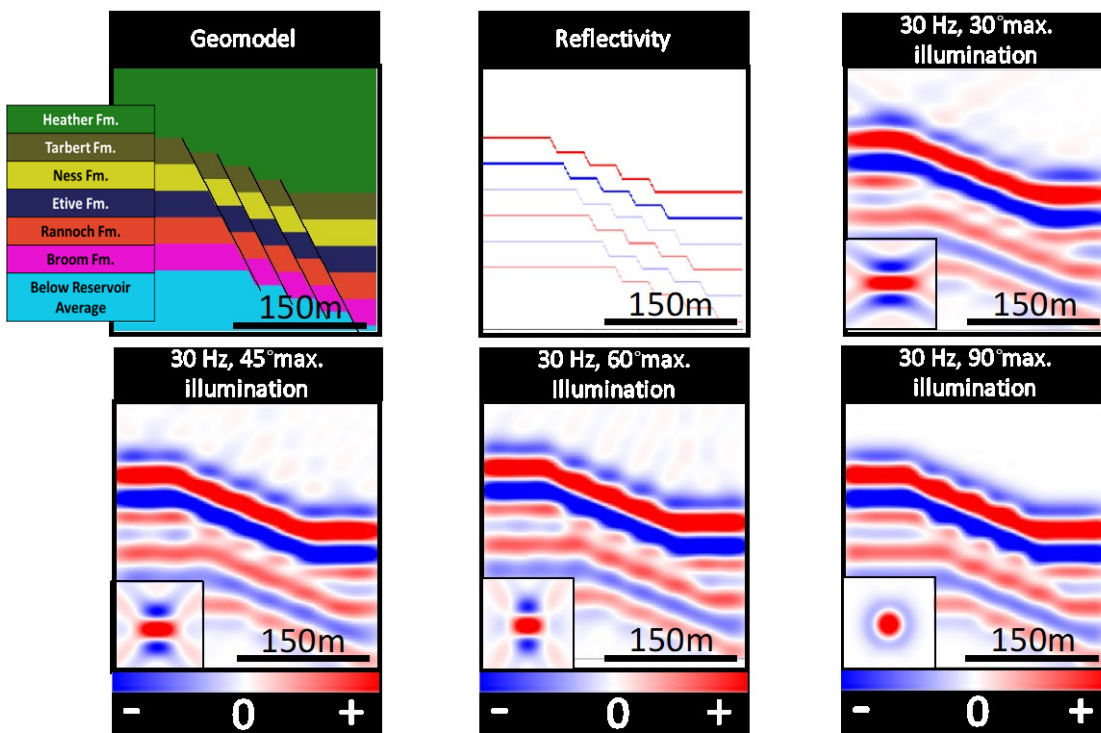 Geomodel
Reflectivity
30 Hz, 30°max.
illumination
Heather Fm.
Tarbert Fm.
Ness Fm.
Etive Fm.
Rannoch Fm.
Broom Fm.
Below Reservoir
Average
150m
150m
150m
30 Hz, 45°max.
illumination
30 Hz, 60°max.
Illumination
30 Hz, 90°max.
illumination
150m
150m
150m
- 0 +
- 0 +
- 0 +